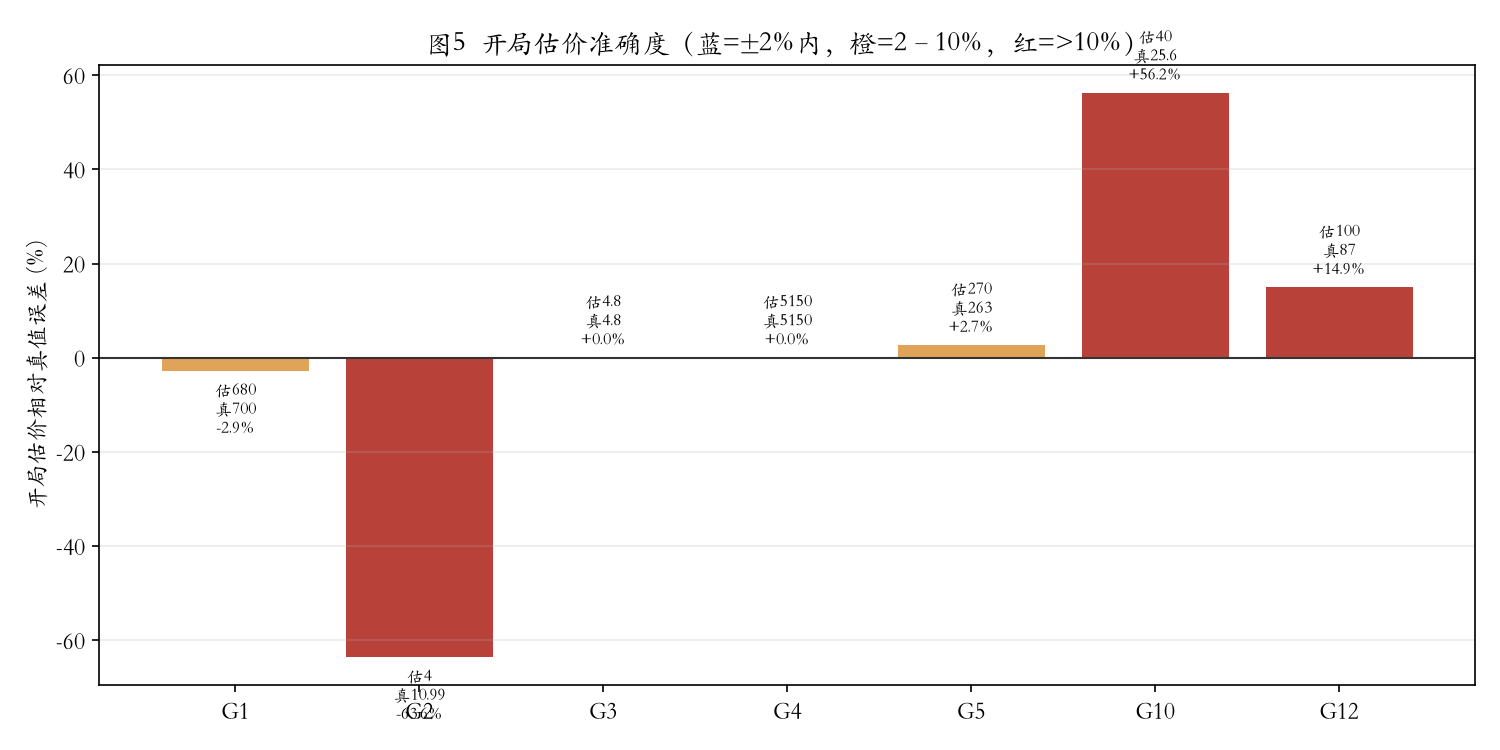 图5 开局估价准确度（蓝=±2%内，橙=2–10%，红=>10%）
估40
真25.6
+56.2%
开局估价相对真值误差 (%)
60
40
20
0
-20
-40
-60
估680
真700
-2.9%
估4
真10.99
估4.8
真4.8
+0.0%
估5150
真5150
+0.0%
估270
真263
+2.7%
估100
真87
+14.9%
G1
G2
G3
G4
G5
G10
G12